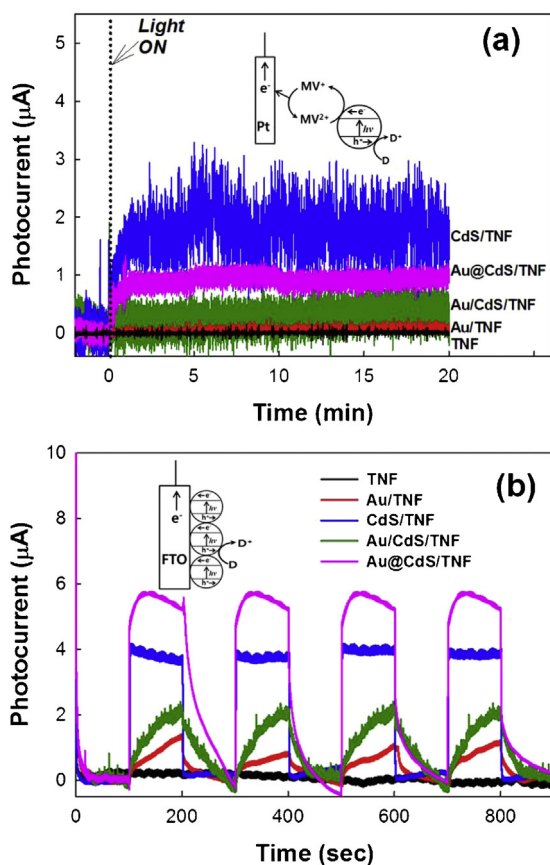 (a)
Light
ON
Photocurrent (μA)
5
4
3
2
1
0
e-
Pt
MV+
MV2+
e-
hν
h+
D+
D
CdS/TNF
Au@CdS/TNF
Au/CdS/TNF
Au/TNF
TNF
0 5 10 15 20
Time (min)
(b)
Photocurrent (μA)
10
8
6
4
2
0
e-
FTO
e-
hν
h+
e-
hν
h+
e-
hν
h+
D+
D
TNF
Au/TNF
CdS/TNF
Au/CdS/TNF
Au@CdS/TNF
0 200 400 600 800
Time (sec)